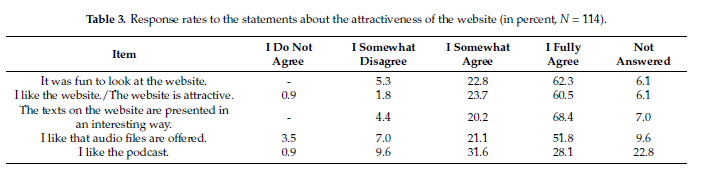 Table 3. Response rates to the statements about the attractiveness of the website (in percent, N = 114).
Item I Do Not Agree I Somewhat Disagree I Somewhat Agree I Fully Agree Not Answered
It was fun to look at the website. - 5.3 22.8 62.3 6.1
I like the website./The website is attractive. 0.9 1.8 23.7 60.5 6.1
The texts on the website are presented in an interesting way. - 4.4 20.2 68.4 7.0
I like that audio files are offered. 3.5 7.0 21.1 51.8 9.6
I like the podcast. 0.9 9.6 31.6 28.1 22.8